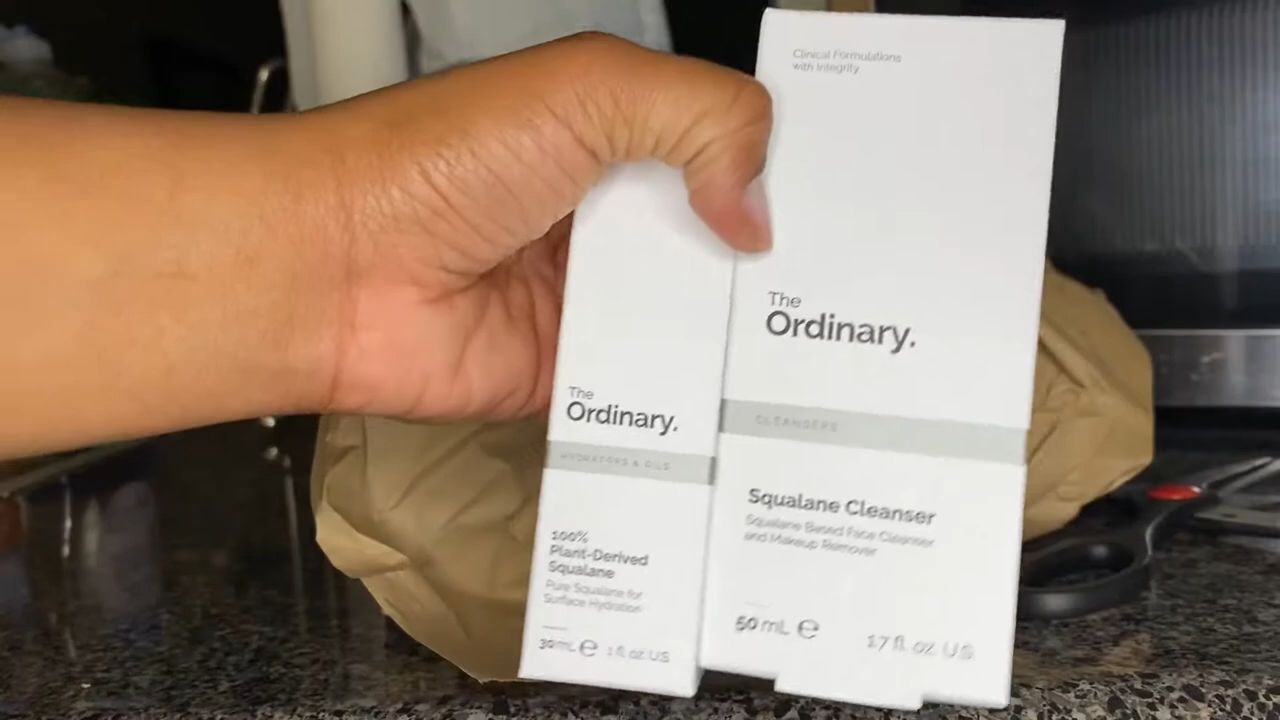 The
Ordinary.
HYDRATORS & OILS
100%
Plant-Derived
Squalane
Pure Squalane for
Surface Hydration
30 mL e 1 fl oz US
Clinical Formulations
with Integrity
The
Ordinary.
CLEANSERS
Squalane Cleanser
Squalane Based Face Cleanser
and Makeup Remover
50 mL e 1.7 fl oz US